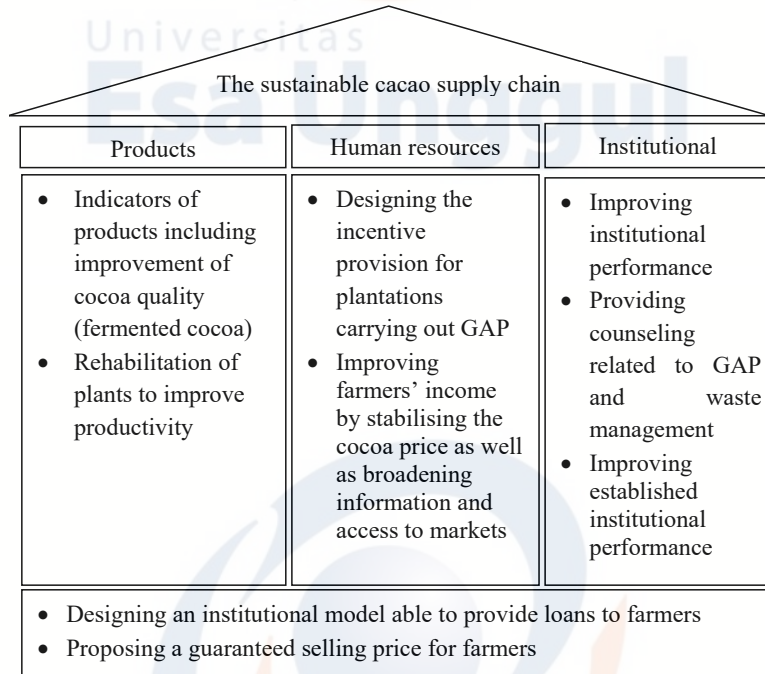 Universitas
Esa Unggul
The sustainable cacao supply chain
Products
Human resources
Institutional
• Indicators of
products including
improvement of
cocoa quality
(fermented cocoa)
• Rehabilitation of
plants to improve
productivity
• Designing the
incentive
provision for
plantations
carrying out GAP
• Improving
farmers’ income
by stabilising the
cocoa price as well
as broadening
information and
access to markets
• Improving
institutional
performance
• Providing
counseling
related to GAP
and waste
management
• Improving
established
institutional
performance
• Designing an institutional model able to provide loans to farmers
• Proposing a guaranteed selling price for farmers